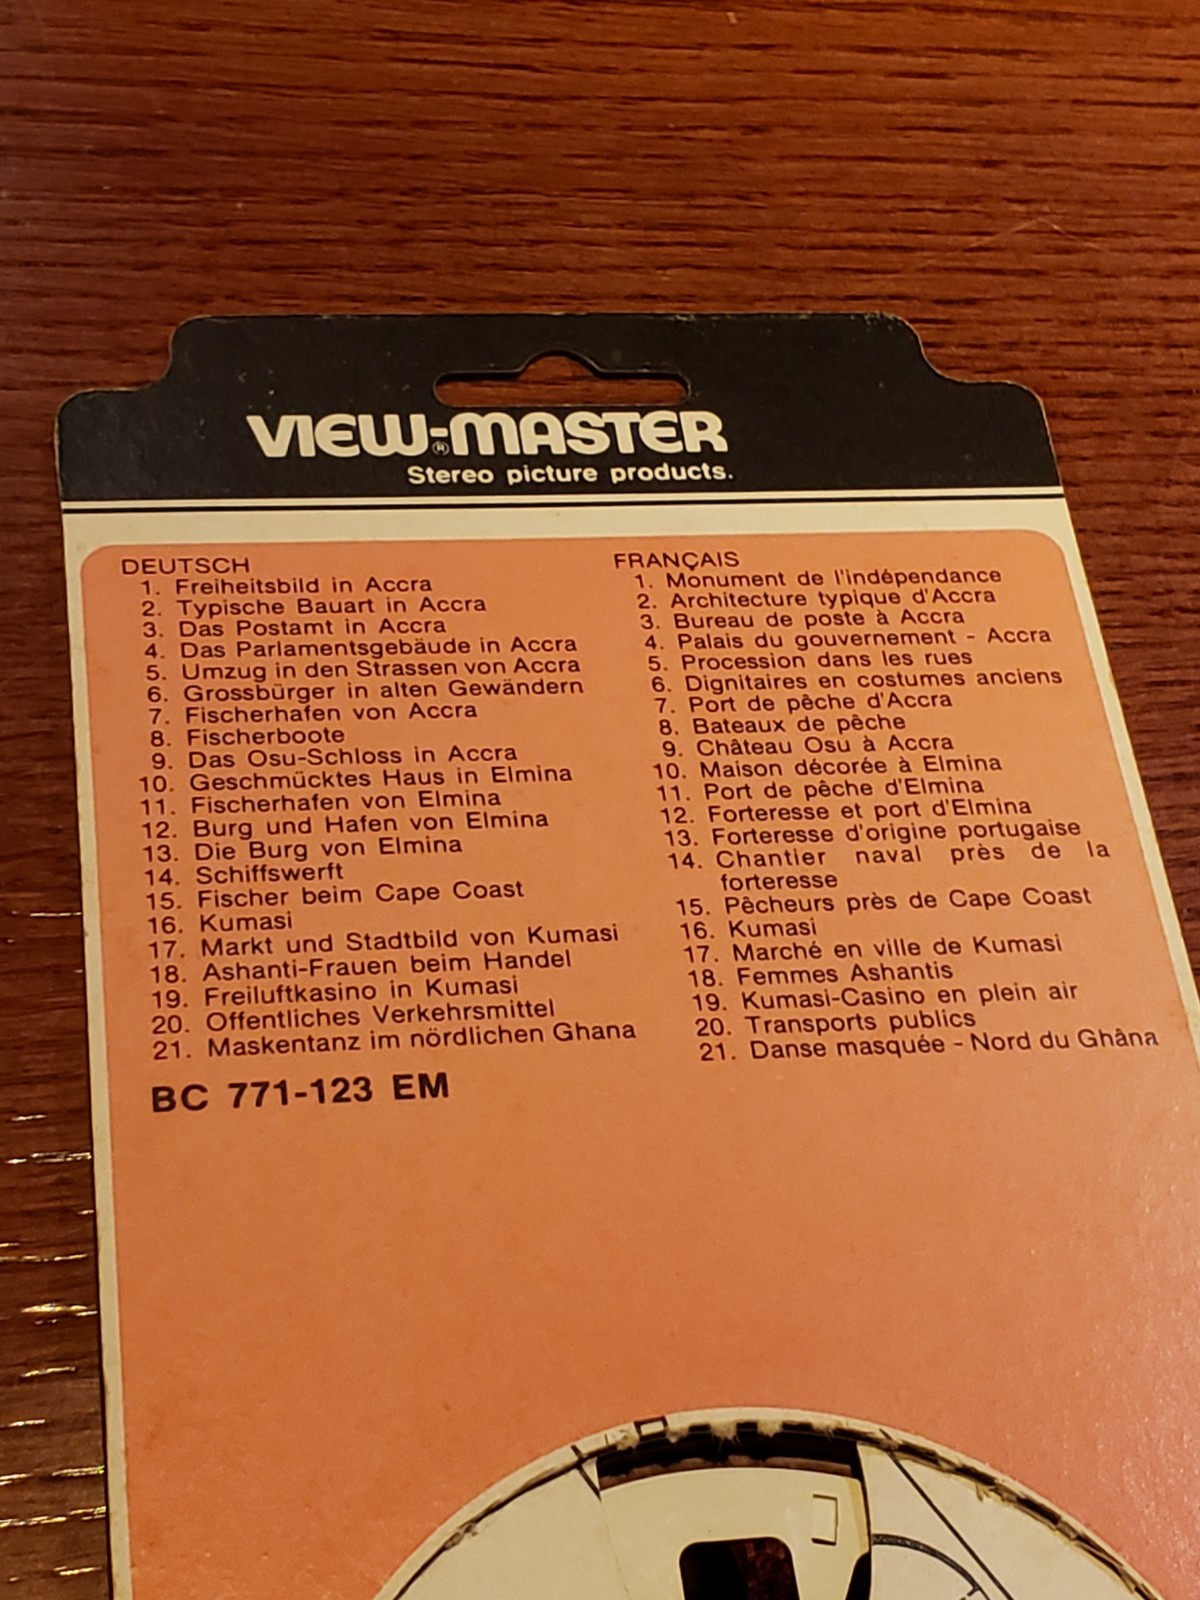 VIEW-MASTER
®
Stereo picture products.
DEUTSCH
1. Freiheitsbild in Accra
2. Typische Bauart in Accra
3. Das Postamt in Accra
4. Das Parlamentsgebäude in Accra
5. Umzug in den Strassen von Accra
6. Grossbürger in alten Gewändern
7. Fischerhafen von Accra
8. Fischerboote
9. Das Osu-Schloss in Accra
10. Geschmücktes Haus in Elmina
11. Fischerhafen von Elmina
12. Burg und Hafen von Elmina
13. Die Burg von Elmina
14. Schiffswerft
15. Fischer beim Cape Coast
16. Kumasi
17. Markt und Stadtbild von Kumasi
18. Ashanti-Frauen beim Handel
19. Freiluftkasino in Kumasi
20. Offentliches Verkehrsmittel
21. Maskentanz im nördlichen Ghana
BC 771-123 EM
FRANÇAIS
1. Monument de l'indépendance
2. Architecture typique d'Accra
3. Bureau de poste à Accra
4. Palais du gouvernement - Accra
5. Procession dans les rues
6. Dignitaires en costumes anciens
7. Port de pêche d'Accra
8. Bateaux de pêche
9. Château Osu à Accra
10. Maison décorée à Elmina
11. Port de pêche d'Elmina
12. Forteresse et port d'Elmina
13. Forteresse d'origine portugaise
14. Chantier naval près de la
forteresse
15. Pêcheurs près de Cape Coast
16. Kumasi
17. Marché en ville de Kumasi
18. Femmes Ashantis
19. Kumasi-Casino en plein air
20. Transports publics
21. Danse masquée - Nord du Ghâna